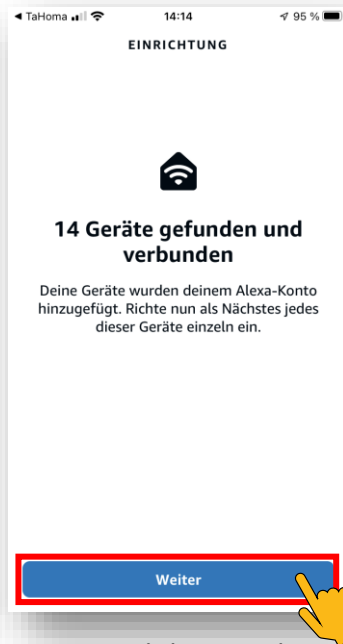 TaHoma 14:14 95 %
EINRICHTUNG
14 Geräte gefunden und
verbunden
Deine Geräte wurden deinem Alexa-Konto
hinzugefügt. Richte nun als Nächstes jedes
dieser Geräte einzeln ein.
Weiter